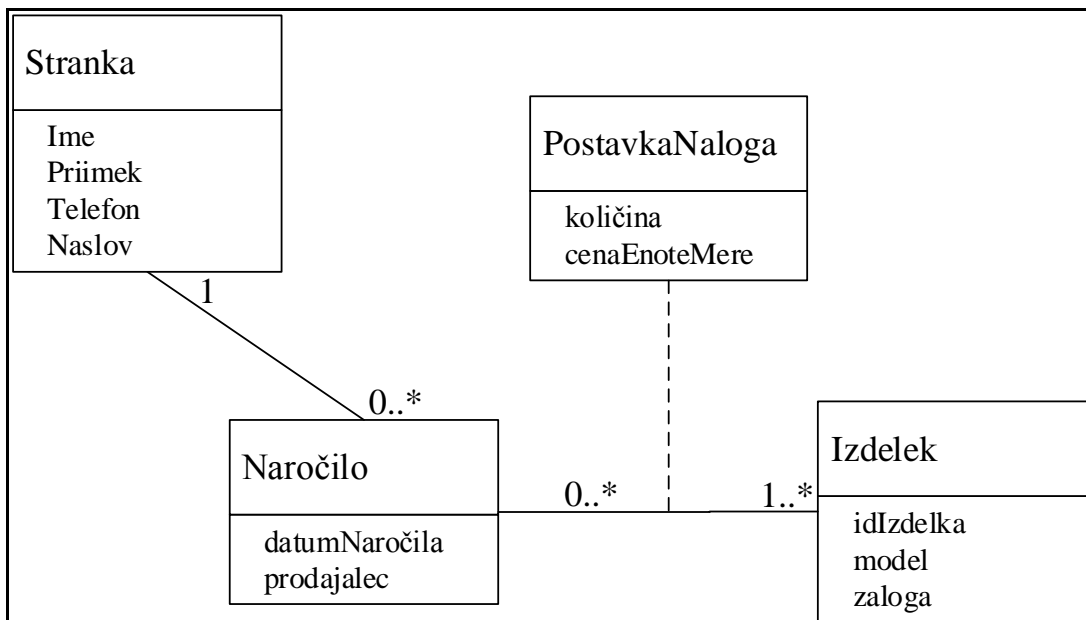 Stranka
Ime
Priimek
Telefon
Naslov
PostavkaNaloga
količina
cenaEnoteMere
1
0..*
Naročilo
datumNaročila
prodajalec
0..*
1..*
Izdelek
idIzdelka
model
zaloga